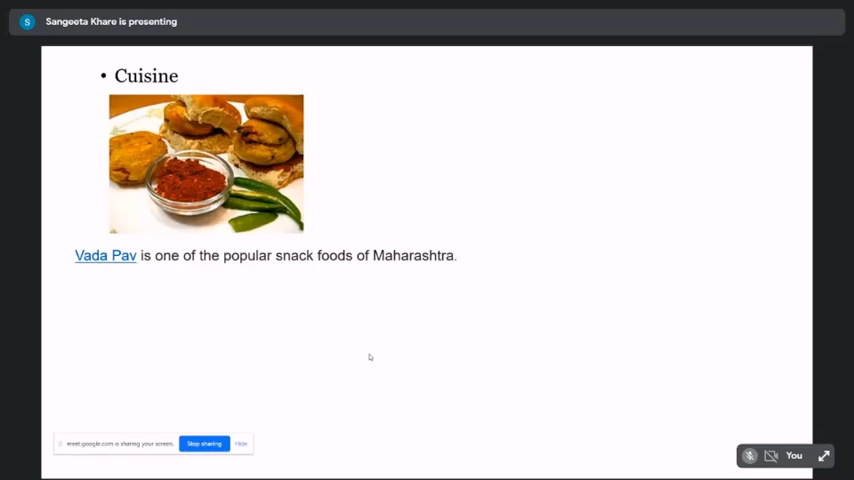 S Sangeeta Khare is presenting
• Cuisine
Vada Pav is one of the popular snack foods of Maharashtra.
meet.google.com is sharing your screen. Stop sharing Hide
You